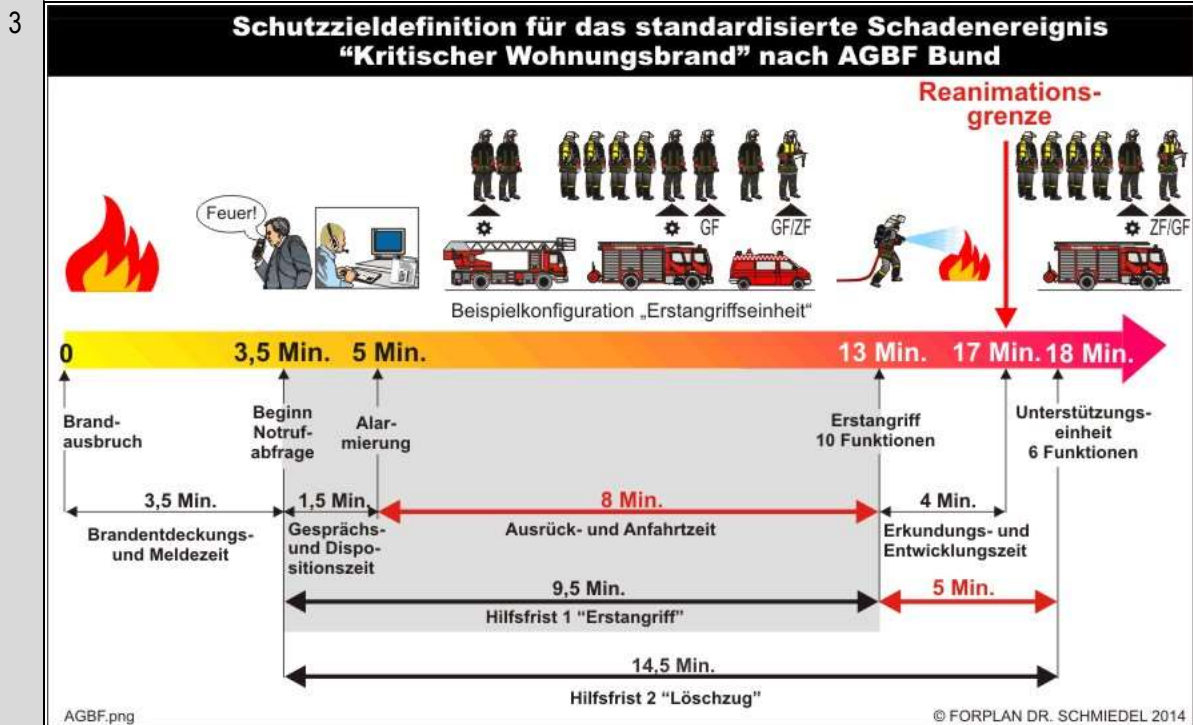 3
Schutzzieldefinition für das standardisierte Schadenereignis
“Kritischer Wohnungsbrand” nach AGBF Bund
Reanimations-
grenze
Feuer!
GF
GF/ZF
ZF/GF
Beispielkonfiguration „Erstangriffseinheit“
0
3,5 Min.
5 Min.
13 Min.
17 Min.
18 Min.
Brand-
ausbruch
Beginn
Notruf-
abfrage
Alar-
mierung
Erstangriff
10 Funktionen
Unterstützungs-
einheit
6 Funktionen
3,5 Min.
Brandentdeckungs-
und Meldezeit
1,5 Min.
Gesprächs-
und Dispo-
sitionszeit
8 Min.
Ausrück- und Anfahrtzeit
4 Min.
Erkundungs- und
Entwicklungszeit
9,5 Min.
Hilfsfrist 1 “Erstangriff”
5 Min.
14,5 Min.
Hilfsfrist 2 “Löschzug”
AGBF.png
© FORPLAN DR. SCHMIEDEL 2014